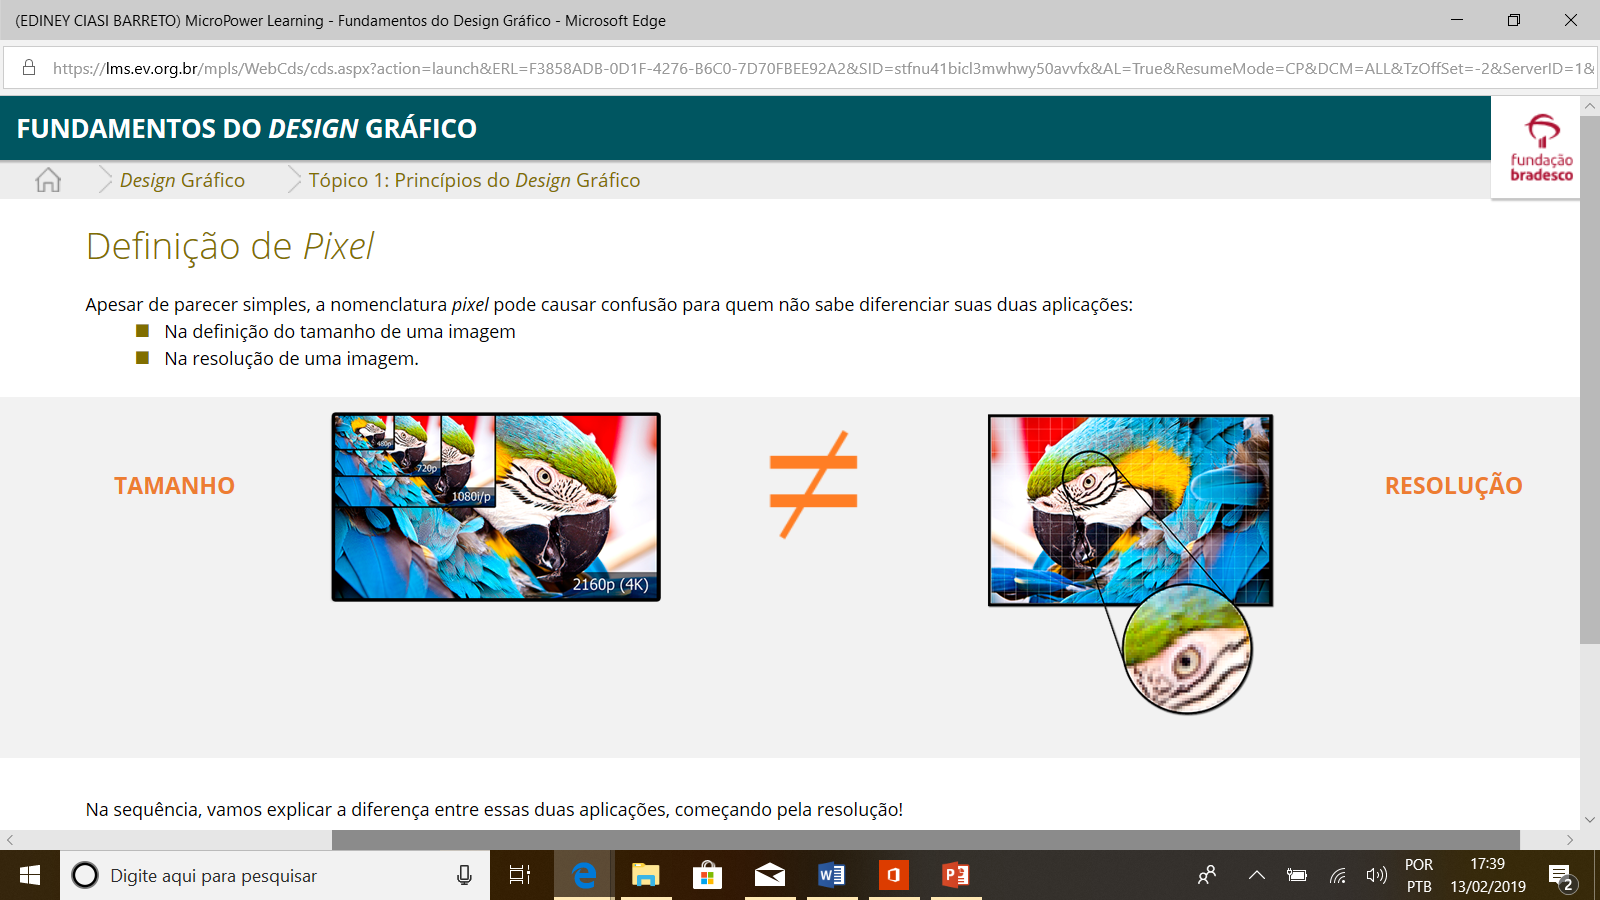 (EDINEY CIASI BARRETO) MicroPower Learning - Fundamentos do Design Gráfico - Microsoft Edge
https://lms.ev.org.br/mpls/WebCds/cds.aspx?action=launch&ERL=F3858ADB-0D1F-4276-B6C0-7D70FBEE92A2&SID=stfnu41bicl3mwhwy50avvfx&AL=True&ResumeMode=CP&DCM=ALL&TzOffSet=-2&ServerID=1&
FUNDAMENTOS DO DESIGN GRÁFICO
fundação
bradesco
Design Gráfico
Tópico 1: Princípios do Design Gráfico
Definição de Pixel
Apesar de parecer simples, a nomenclatura pixel pode causar confusão para quem não sabe diferenciar suas duas aplicações:
Na definição do tamanho de uma imagem
Na resolução de uma imagem.
TAMANHO
480p
720p
1080i/p
2160p (4K)
≠
RESOLUÇÃO
Na sequência, vamos explicar a diferença entre essas duas aplicações, começando pela resolução!
Digite aqui para pesquisar
POR
PTB
17:39
13/02/2019
2